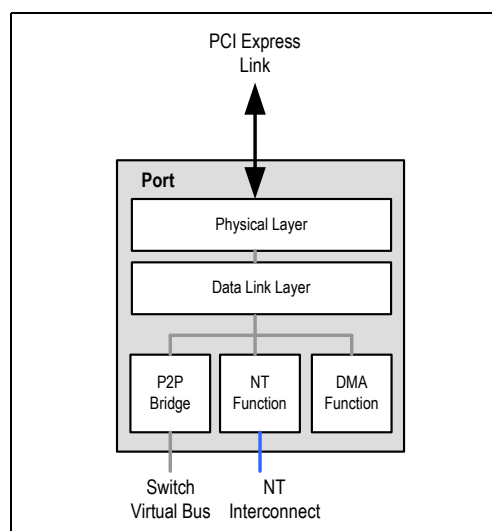 PCI Express
Link
Port
Physical Layer
Data Link Layer
P2P
Bridge
NT
Function
DMA
Function
Switch
Virtual Bus
NT
Interconnect